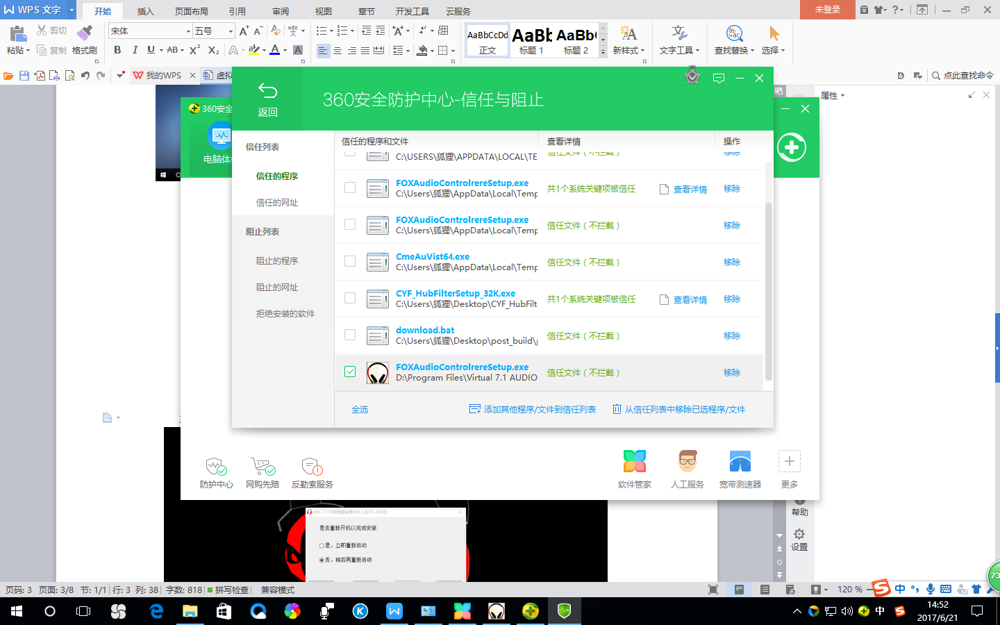 WPS 文字
开始 插入 页面布局 引用 审阅 视图 章节 开发工具 云服务 未登录
粘贴 剪切 复制 格式刷
宋体 五号
B I U AB X² X₂ A A
AaBbCcDd 正文
AaBb 标题 1
AaBb 标题 2
新样式 文字工具 查找替换 选择
我的WPS 虚拟
点此查找命令
属性
360安全
电脑体
返回
360安全防护中心-信任与阻止
信任列表
信任的程序
信任的网址
阻止列表
阻止的程序
阻止的网址
拒绝安装的软件
信任的程序和文件 查看详情 操作
C:\USERS\狐狸\APPDATA\LOCAL\TE 信任文件（不拦截） 移除
FOXAudioControlrereSetup.exe
C:\Users\狐狸\AppData\Local\Temp 共1个系统关键项被信任 查看详情 移除
FOXAudioControlrereSetup.exe
C:\Users\狐狸\AppData\Local\Temp 信任文件（不拦截） 移除
CmeAuVist64.exe
C:\Users\狐狸\AppData\Local\Temp 信任文件（不拦截） 移除
CYF_HubFilterSetup_32K.exe
C:\Users\狐狸\Desktop\CYF_HubFilt 共1个系统关键项被信任 查看详情 移除
download.bat
C:\Users\狐狸\Desktop\post_build\ 信任文件（不拦截） 移除
FOXAudioControlrereSetup.exe
D:\Program Files\Virtual 7.1 AUDIO 信任文件（不拦截） 移除
全选 添加其他程序/文件到信任列表 从信任列表中移除已选程序/文件
防护中心 网购先赔 反勒索服务 软件管家 人工服务 宽带测速器 更多
帮助
设置
是否重新开机以完成安装
是，立即重新启动
否，稍后再重新启动
73
页码: 3 页面: 3/8 节: 1/1 行: 3 列: 38 字数: 818 拼写检查 兼容模式 120 % 中
中 14:52
2017/6/21